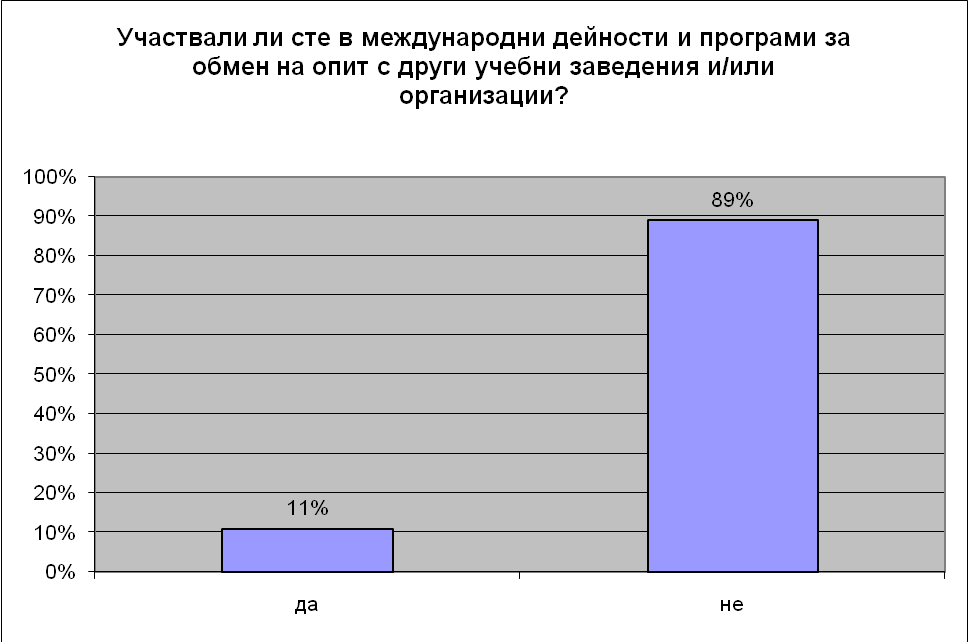 Участвали ли сте в международни дейности и програми за
обмен на опит с други учебни заведения и/или
организации?
100%
90%
80%
70%
60%
50%
40%
30%
20%
10%
0%
11%
89%
да
не